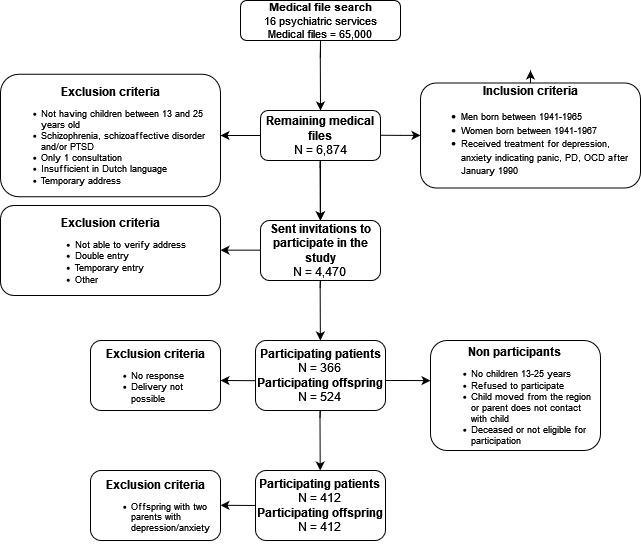 Medical file search
16 psychiatric services
Medical files = 65,000
Exclusion criteria
Not having children between 13 and 25
years old
Schizophrenia, schizoaffective disorder
and/or PTSD
Only 1 consultation
Insufficient in Dutch language
Temporary address
Remaining medical
files
N = 6,874
Inclusion criteria
Men born between 1941-1965
Women born between 1941-1967
Received treatment for depression,
anxiety indicating panic, PD, OCD after
January 1990
Exclusion criteria
Not able to verify address
Double entry
Temporary entry
Other
Sent invitations to
participate in the
study
N = 4,470
Exclusion criteria
No response
Delivery not
possible
Participating patients
N = 366
Participating offspring
N = 524
Non participants
No children 13-25 years
Refused to participate
Child moved from the region
or parent does not contact
with child
Deceased or not eligible for
participation
Exclusion criteria
Offspring with two
parents with
depression/anxiety
Participating patients
N = 412
Participating offspring
N = 412